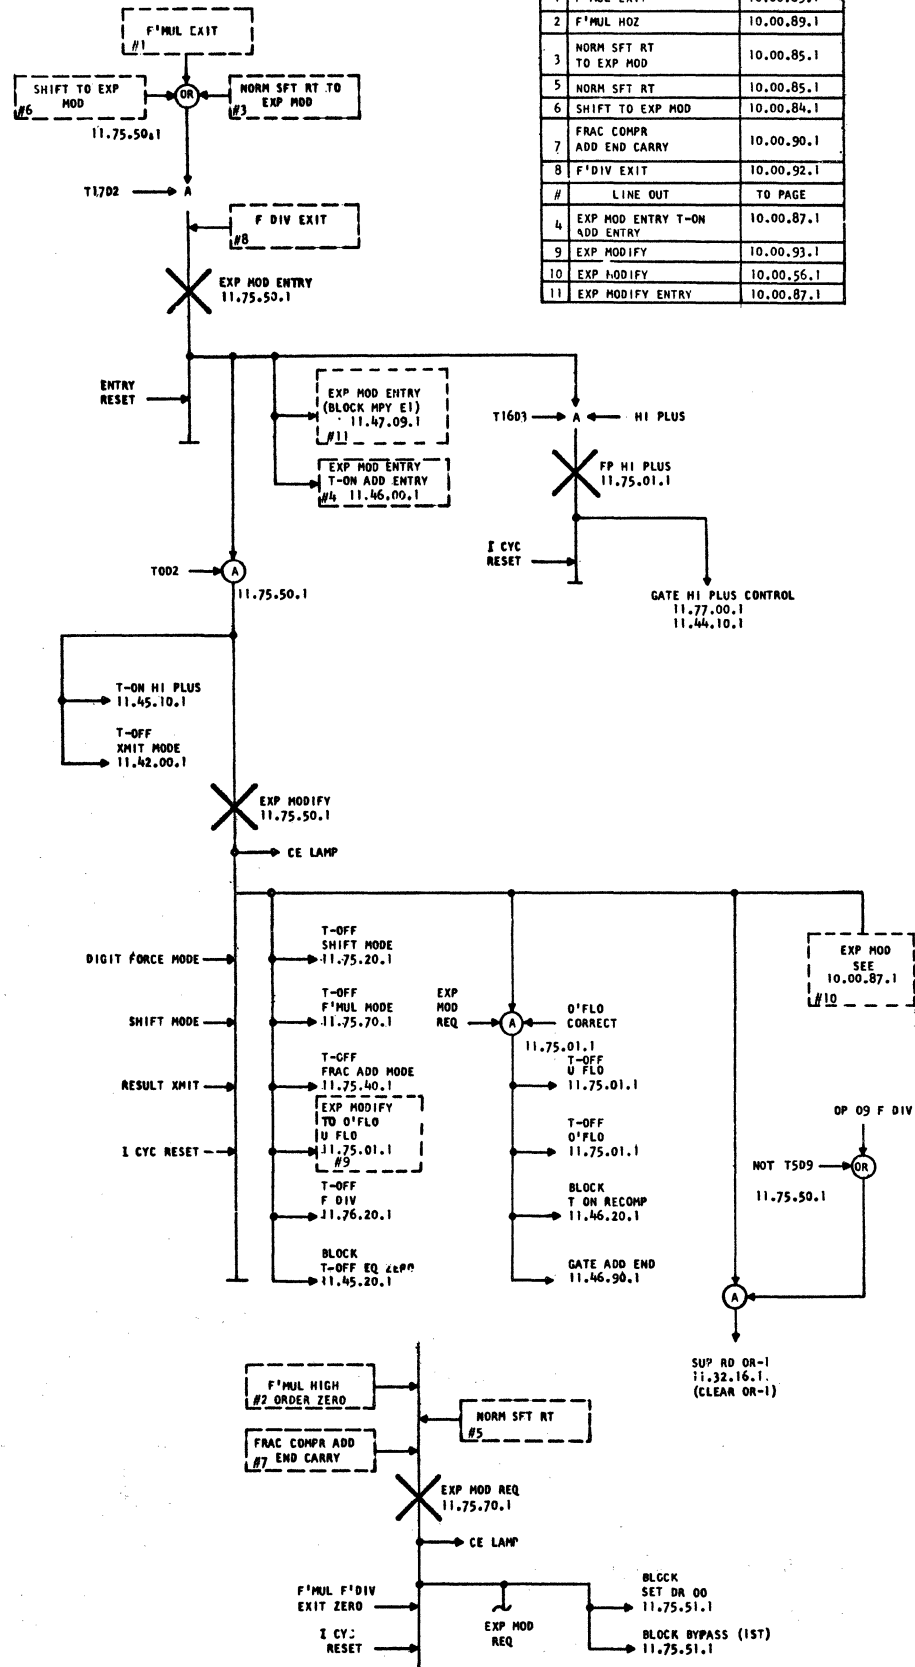 F'MUL EXIT
#1
SHIFT TO EXP
MOD
#6
OR
NORM SFT RT TO
EXP MOD
#3
11.75.50.1
T17D2
A
F DIV EXIT
#8
EXP MOD ENTRY
11.75.50.1
2 F'MUL HOZ 10.00.89.1
3 NORM SFT RT
TO EXP MOD 10.00.85.1
5 NORM SFT RT 10.00.85.1
6 SHIFT TO EXP MOD 10.00.84.1
7 FRAC COMPR
ADD END CARRY 10.00.90.1
8 F'DIV EXIT 10.00.92.1
# LINE OUT TO PAGE
4 EXP MOD ENTRY T-ON
ADD ENTRY 10.00.87.1
9 EXP MODIFY 10.00.93.1
10 EXP MODIFY 10.00.56.1
11 EXP MODIFY ENTRY 10.00.87.1
ENTRY
RESET
EXP MOD ENTRY
(BLOCK MPY E1)
11.47.09.1
#11
EXP MOD ENTRY
T-ON ADD ENTRY
#4 11.46.00.1
T16D3
A
HI PLUS
FP HI PLUS
11.75.01.1
I CYC
RESET
GATE HI PLUS CONTROL
11.77.00.1
11.44.10.1
T0D2
A
11.75.50.1
T-ON HI PLUS
11.45.10.1
T-OFF
XMIT MODE
11.42.00.1
EXP MODIFY
11.75.50.1
CE LAMP
DIGIT FORCE MODE
SHIFT MODE
RESULT XMIT
I CYC RESET
T-OFF
SHIFT MODE
11.75.20.1
T-OFF
F'MUL MODE
11.75.70.1
T-OFF
FRAC ADD MODE
11.75.40.1
EXP MODIFY
TO O'FLO
U FLO
11.75.01.1
#9
T-OFF
F DIV
11.76.20.1
BLOCK
T-OFF EQ ZERO
11.45.20.1
EXP
MOD
REQ
A
O'FLO
CORRECT
11.75.01.1
T-OFF
U FLO
11.75.01.1
T-OFF
O'FLO
11.75.01.1
BLOCK
T ON RECOMP
11.46.20.1
GATE ADD END
11.46.90.1
EXP MOD
SEE
10.00.87.1
#10
OP 09 F DIV
NOT T5D9
OR
11.75.50.1
A
SUP RD OR-1
11.32.16.1.
(CLEAR OR-1)
F'MUL HIGH
#2 ORDER ZERO
NORM SFT RT
#5
FRAC COMPR ADD
#7 END CARRY
EXP MOD REQ
11.75.70.1
CE LAMP
F'MUL F'DIV
EXIT ZERO
I CYC
RESET
EXP MOD
REQ
BLOCK
SET DR 00
11.75.51.1
BLOCK BYPASS (1ST)
11.75.51.1